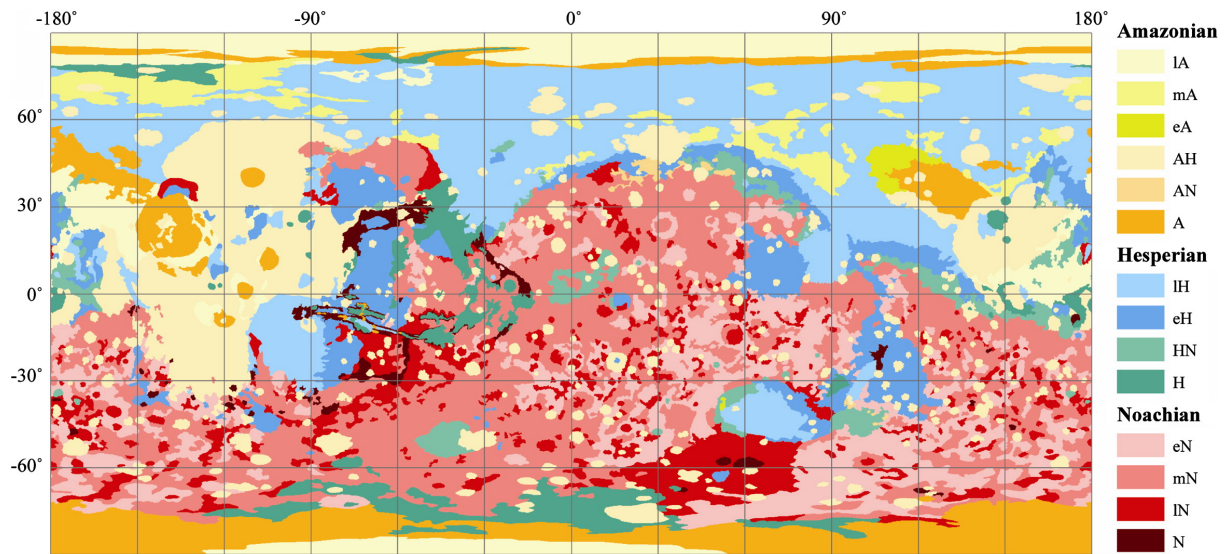 -180° -90° 0° 90° 180°
60°
30°
0°
-30°
-60°
Amazonian
lA
mA
eA
AH
AN
A
Hesperian
lH
eH
HN
H
Noachian
eN
mN
lN
N